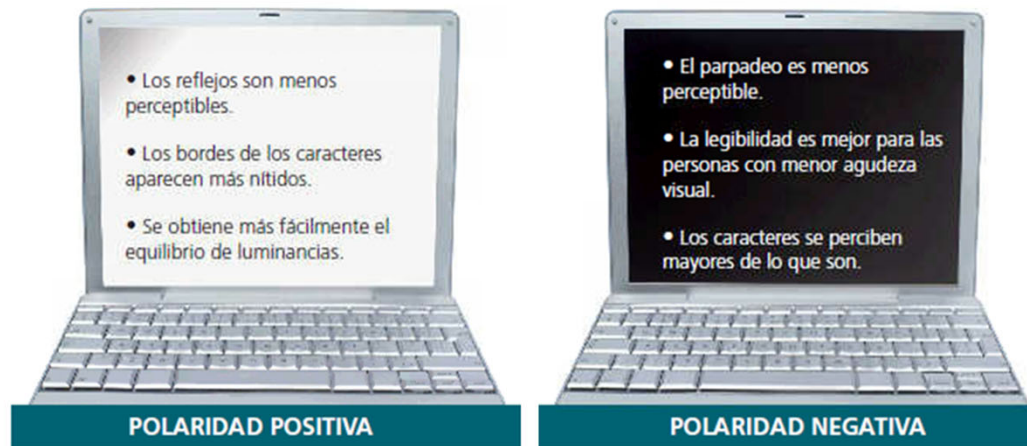 • Los reflejos son menos
perceptibles.
• Los bordes de los caracteres
aparecen más nítidos.
• Se obtiene más fácilmente el
equilibrio de luminancias.
POLARIDAD POSITIVA
• El parpadeo es menos
perceptible.
• La legibilidad es mejor para las
personas con menor agudeza
visual.
• Los caracteres se perciben
mayores de lo que son.
POLARIDAD NEGATIVA